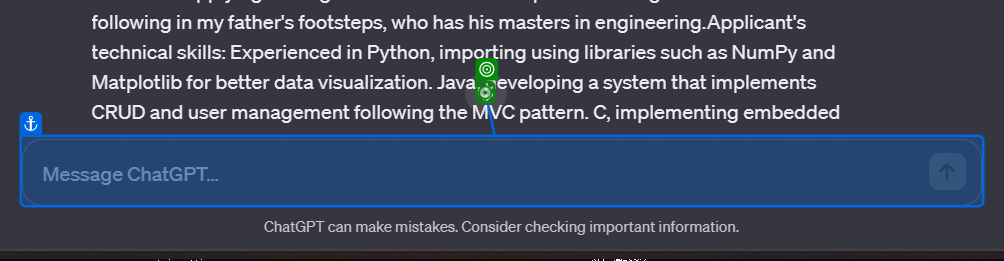 following in my father's footsteps, who has his masters in engineering.Applicant's
technical skills: Experienced in Python, importing using libraries such as NumPy and
Matplotlib for better data visualization. Java, developing a system that implements
CRUD and user management following the MVC pattern. C, implementing embedded
Message ChatGPT...
ChatGPT can make mistakes. Consider checking important information.